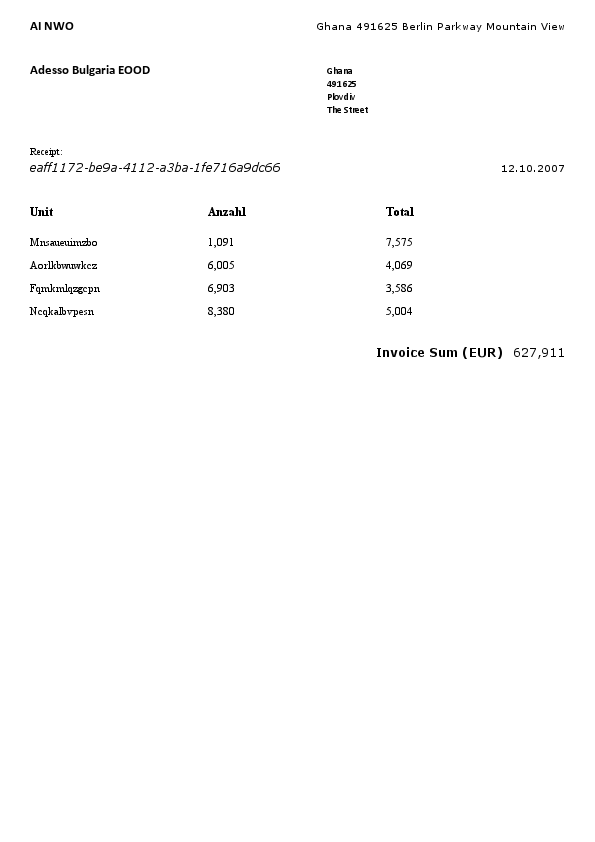 AI NWO Ghana 491625 Berlin Parkway Mountain View
Adesso Bulgaria EOOD Ghana
491625
Plovdiv
The Street
Receipt:
eaff1172-be9a-4112-a3ba-1fe716a9dc66 12.10.2007
Unit Anzahl Total
Mnsaueuimzbo 1,091 7,575
Aorlkbwuwkcz 6,005 4,069
Fqmkmlqzgcpn 6,903 3,586
Ncqkalbvpesn 8,380 5,004
Invoice Sum (EUR) 627,911